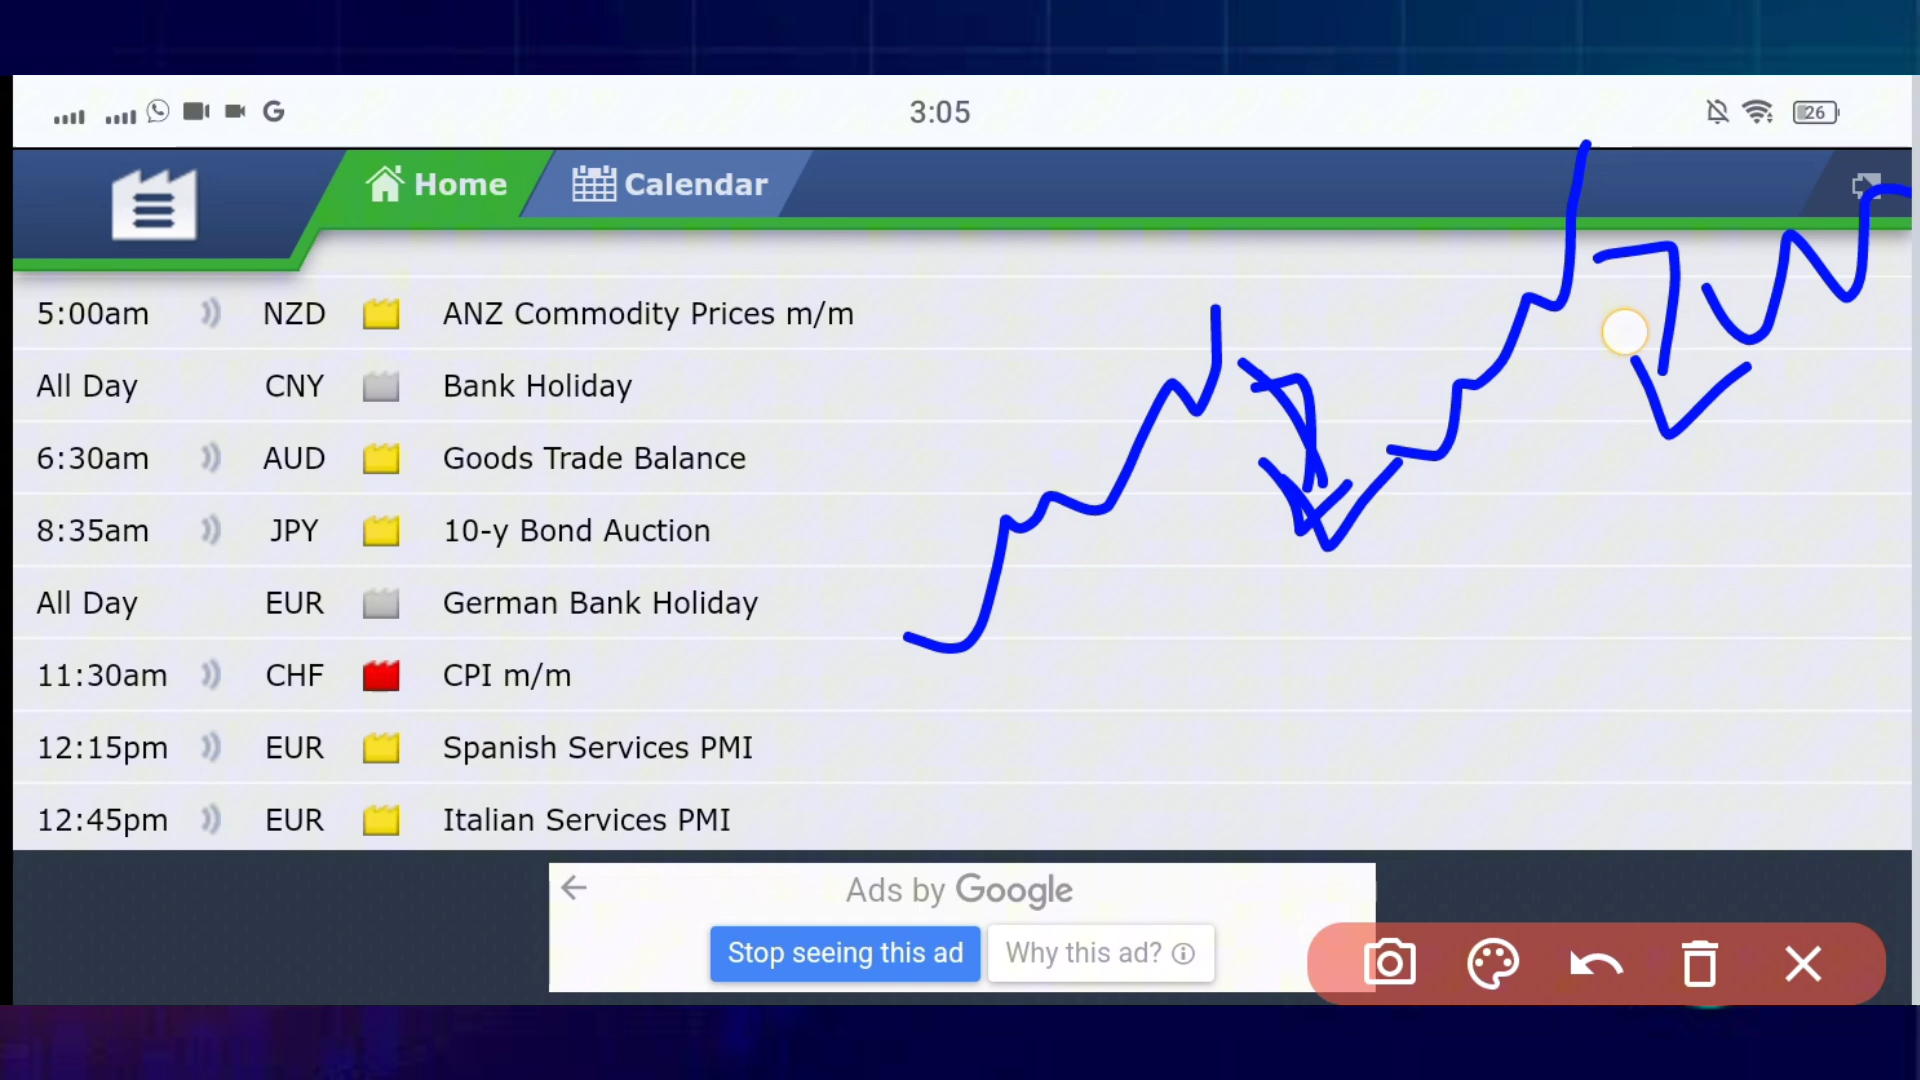 3:05
26
Home
Calendar
5:00am NZD ANZ Commodity Prices m/m
All Day CNY Bank Holiday
6:30am AUD Goods Trade Balance
8:35am JPY 10-y Bond Auction
All Day EUR German Bank Holiday
11:30am CHF CPI m/m
12:15pm EUR Spanish Services PMI
12:45pm EUR Italian Services PMI
Ads by Google
Stop seeing this ad
Why this ad?